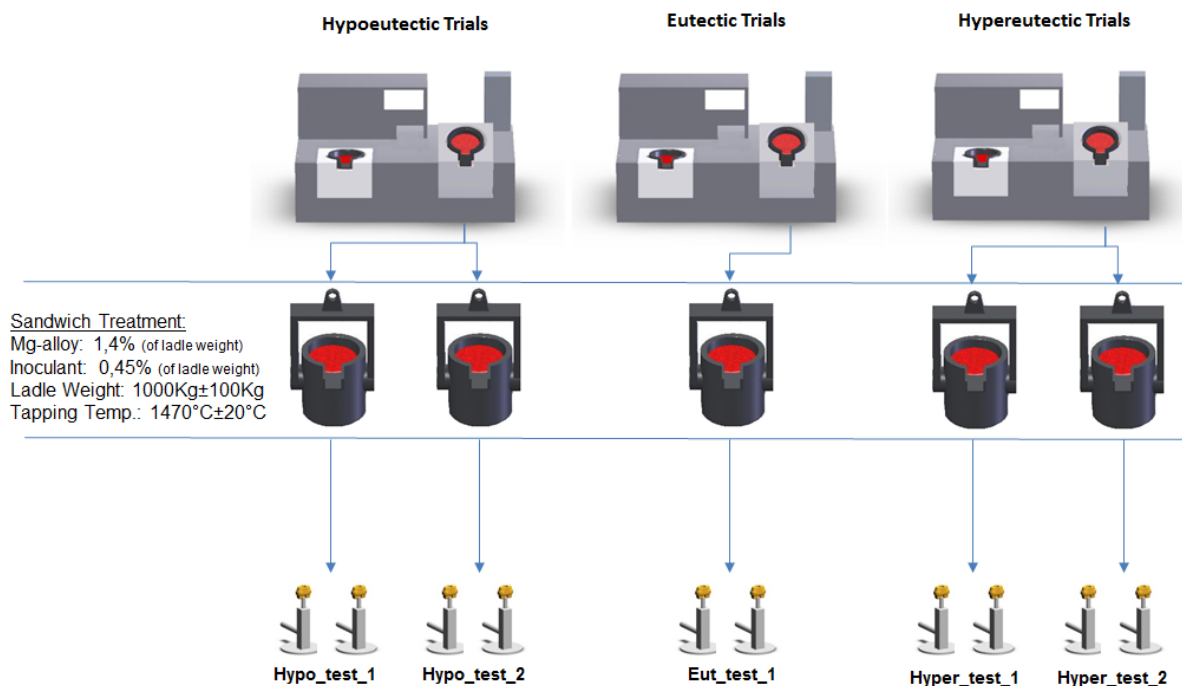 Hypoeutectic Trials
Eutectic Trials
Hypereutectic Trials
Sandwich Treatment:
Mg-alloy: 1,4% (of ladle weight)
Inoculant: 0,45% (of ladle weight)
Ladle Weight: 1000Kg±100Kg
Tapping Temp.: 1470°C±20°C
Hypo_test_1
Hypo_test_2
Eut_test_1
Hyper_test_1
Hyper_test_2